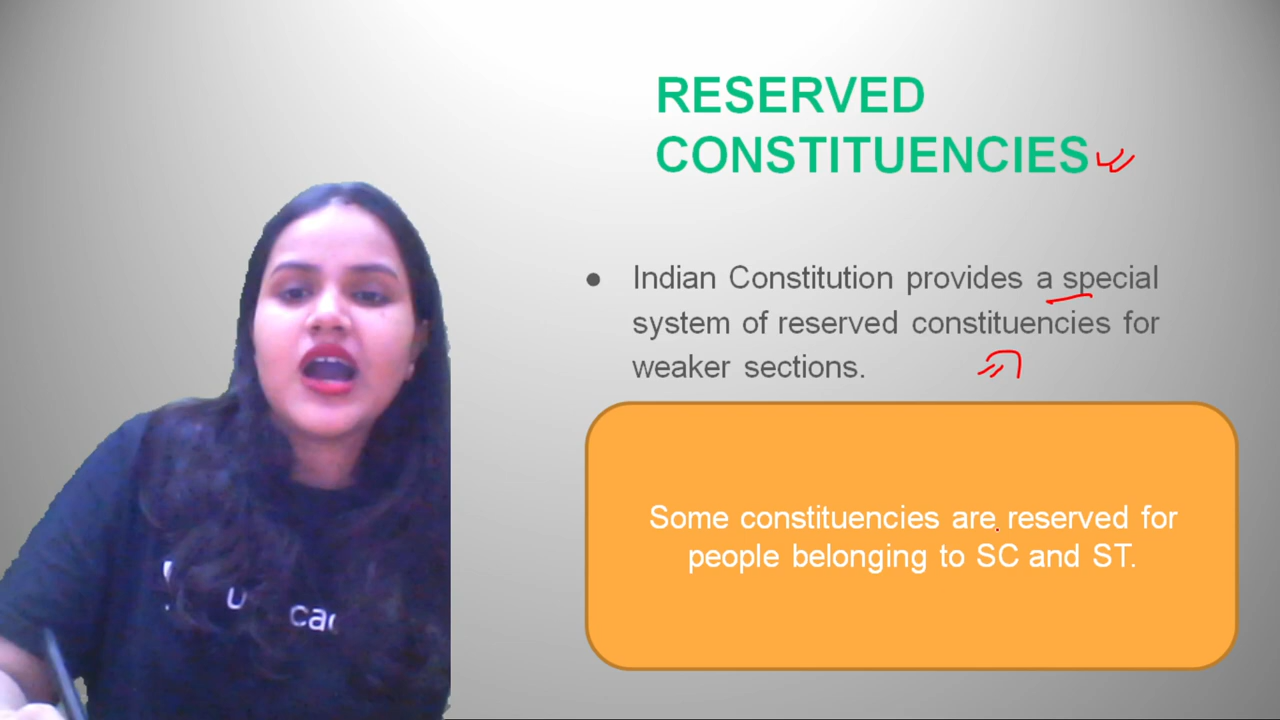 RESERVED
CONSTITUENCIES
● Indian Constitution provides a special
system of reserved constituencies for
weaker sections.
Some constituencies are reserved for
people belonging to SC and ST.